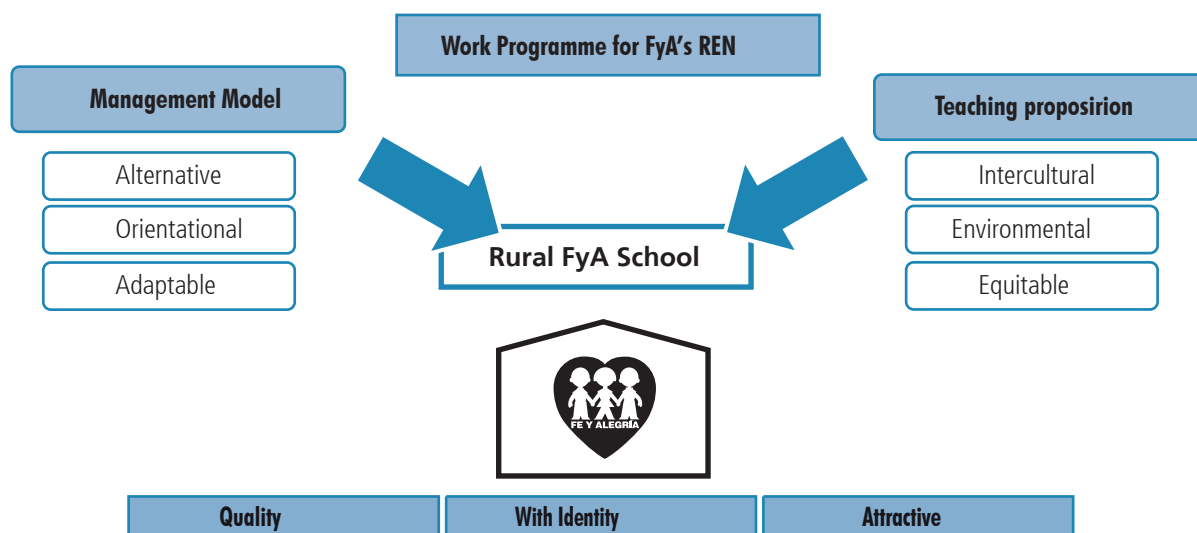 Work Programme for FyA's REN
Management Model
Alternative
Orientational
Adaptable
Teaching proposirion
Intercultural
Environmental
Equitable
Rural FyA School
FE Y ALEGRÍA
Quality
With Identity
Attractive